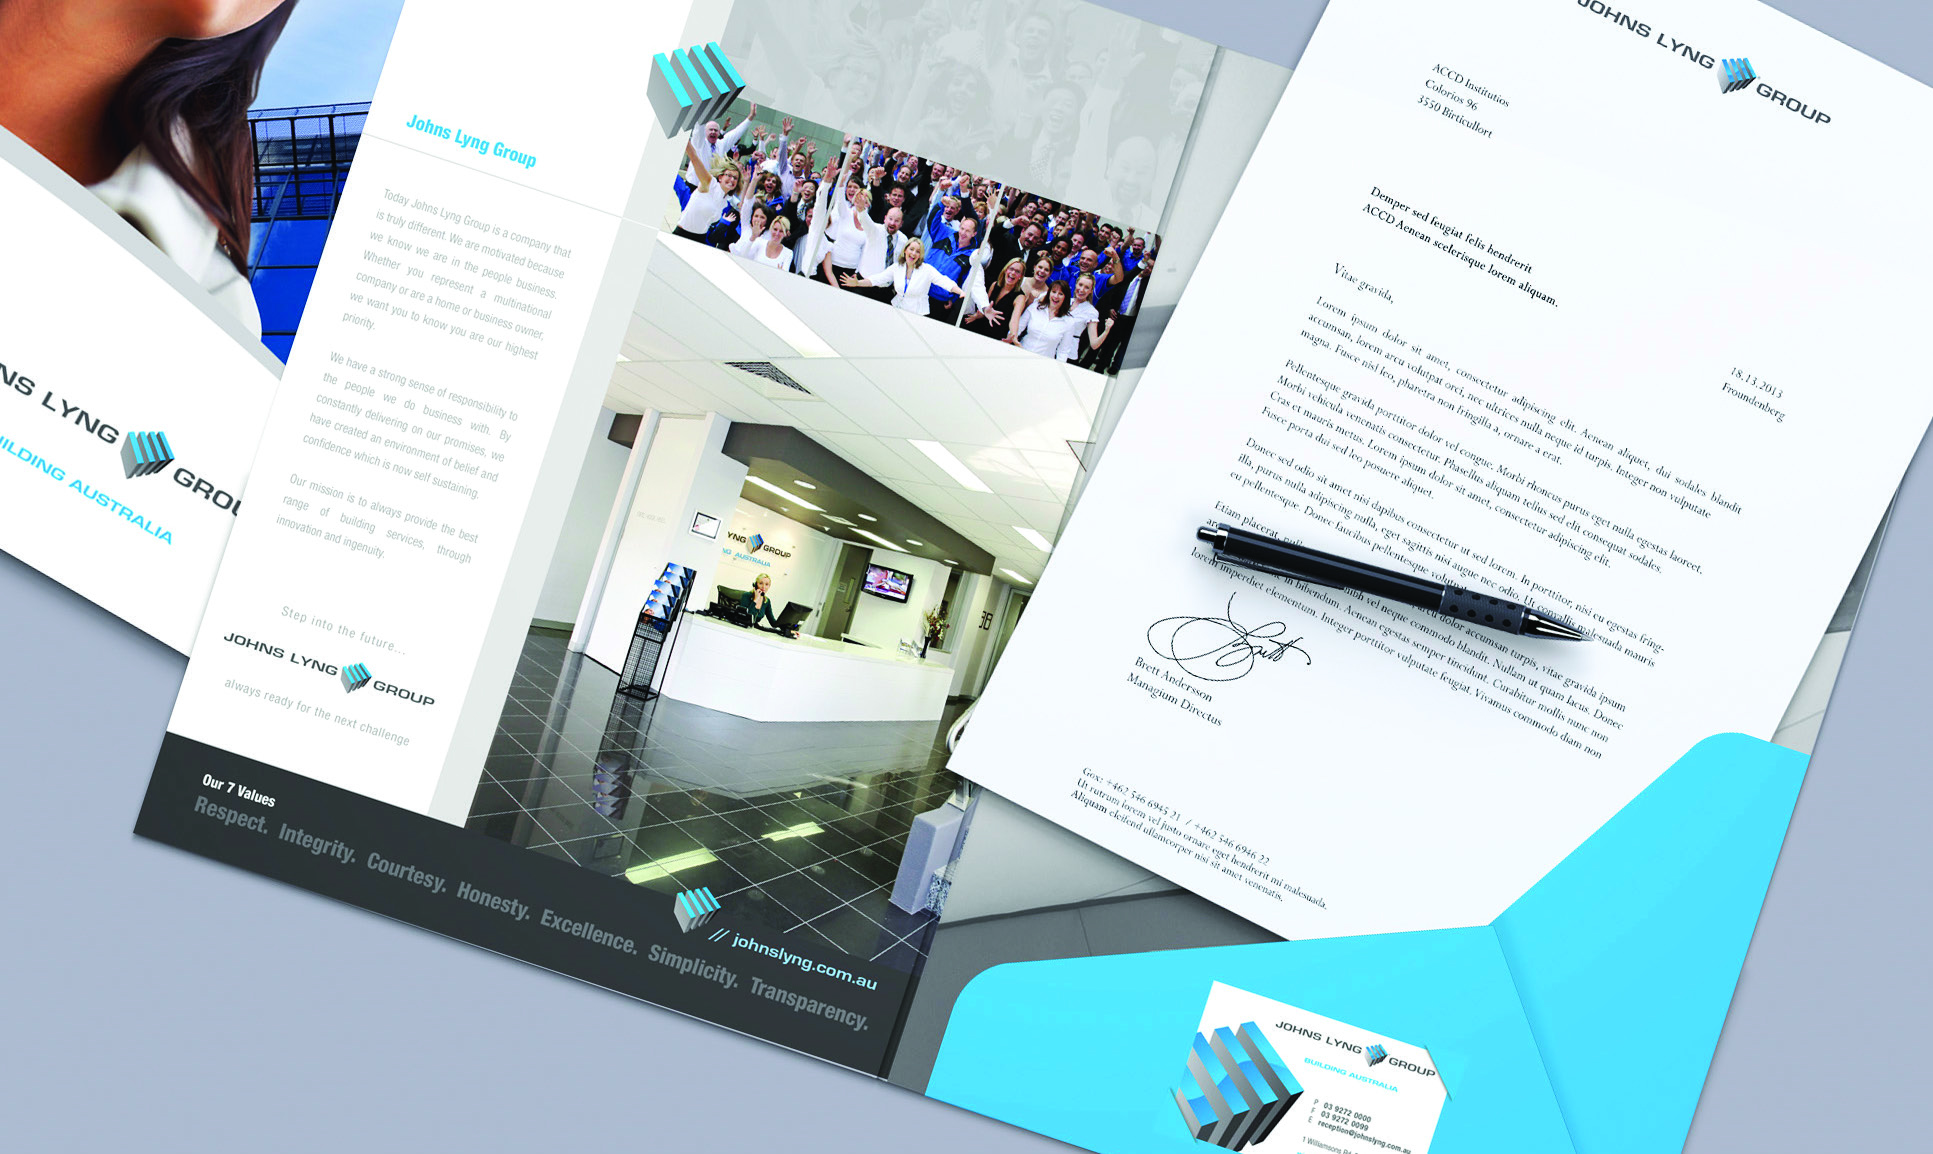 NS LYNG GROU
ILDING AUSTRALIA
Johns Lyng Group
Today Johns Lyng Group is a company that
is truly different. We are motivated because
we know we are in the people business.
Whether you represent a multinational
company or are a home or business owner,
we want you to know you are our highest
priority.
We have a strong sense of responsibility to
the people we do business with. By
constantly delivering on our promises, we
have created an environment of belief and
confidence which is now self sustaining.
Our mission is to always provide the best
range of building services, through
innovation and ingenuity.
Step into the future...
JOHNS LYNG GROUP
always ready for the next challenge
Our 7 Values
Respect. Integrity. Courtesy. Honesty. Excellence. Simplicity. Transparency.
// johnslyng.com.au
YNG GROUP
AUSTRALIA
38
JOHNS LYNG GROUP
ACCD Institutios
Colorios 96
3550 Birticullort
Demper sed feugiat felis hendrerit
ACCD Aenean scelerisque lorem aliquam.
18.13.2013
Froundenberg
Vitae gravida,
Lorem ipsum dolor sit amet, consectetur adipiscing elit. Aenean aliquet, dui sodales blandit
accumsan, lorem arcu volutpat orci, nec ultrices nulla neque id turpis. Integer non vulputate
magna. Fusce nisl leo, pharetra non fringilla a, ornare a erat.
Pellentesque gravida porttitor dolor vel congue. Morbi rhoncus purus eget nulla egestas laoreet.
Morbi vehicula venenatis consectetur. Phasellus aliquam tellus sed elit consequat sodales.
Cras et mauris metus. Lorem ipsum dolor sit amet, consectetur adipiscing elit.
Fusce porta dui sed leo posuere aliquet.
Donec sed odio sit amet nisi dapibus consectetur ut sed lorem. In porttitor, nisi eu egestas fring-
illa, purus nulla adipiscing nulla, eget sagittis nisi augue nec odio. In convallis malesuada mauris
eu pellentesque. Donec faucibus pellentesque
Etiam placerat, dolor accumsan turpis, vitae gravida ipsum
in bibendum. vel neque commodo blandit. Nullam ut quam lacus. Donec
lorem imperdiet elementum. Aenean egestas semper tincidunt. Curabitur mollis nunc non
Integer porttitor vulputate feugiat. Vivamus commodo diam non
Brett Andersson
Managium Directus
Gox: +462 546 6945 21 / +462 546 6946 22
Ut rutrum lorem vel justo ornare eget hendrerit mi malesuada.
Aliquam eleifend ullamcorper nisi sit amet venenatis.
JOHNS LYNG GROUP
BUILDING AUSTRALIA
P 03 9272 0000
F 03 9272 0099
E reception@johnslyng.com.au
1 Williamsons